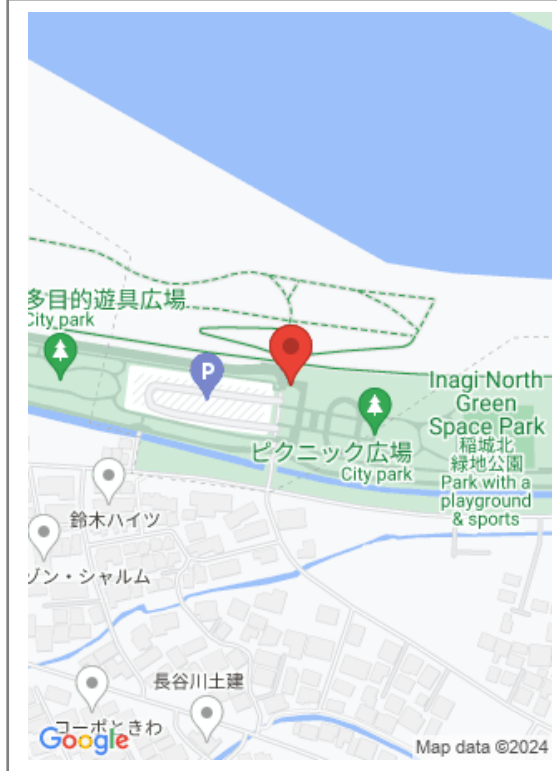 多目的遊具広場
City park
P
Inagi North
Green
Space Park
稲城北
緑地公園
Park with a
playground
& sports
ピクニック広場
City park
鈴木ハイツ
ゾン・シャルム
長谷川土建
コーポときわ
Google
Map data ©2024